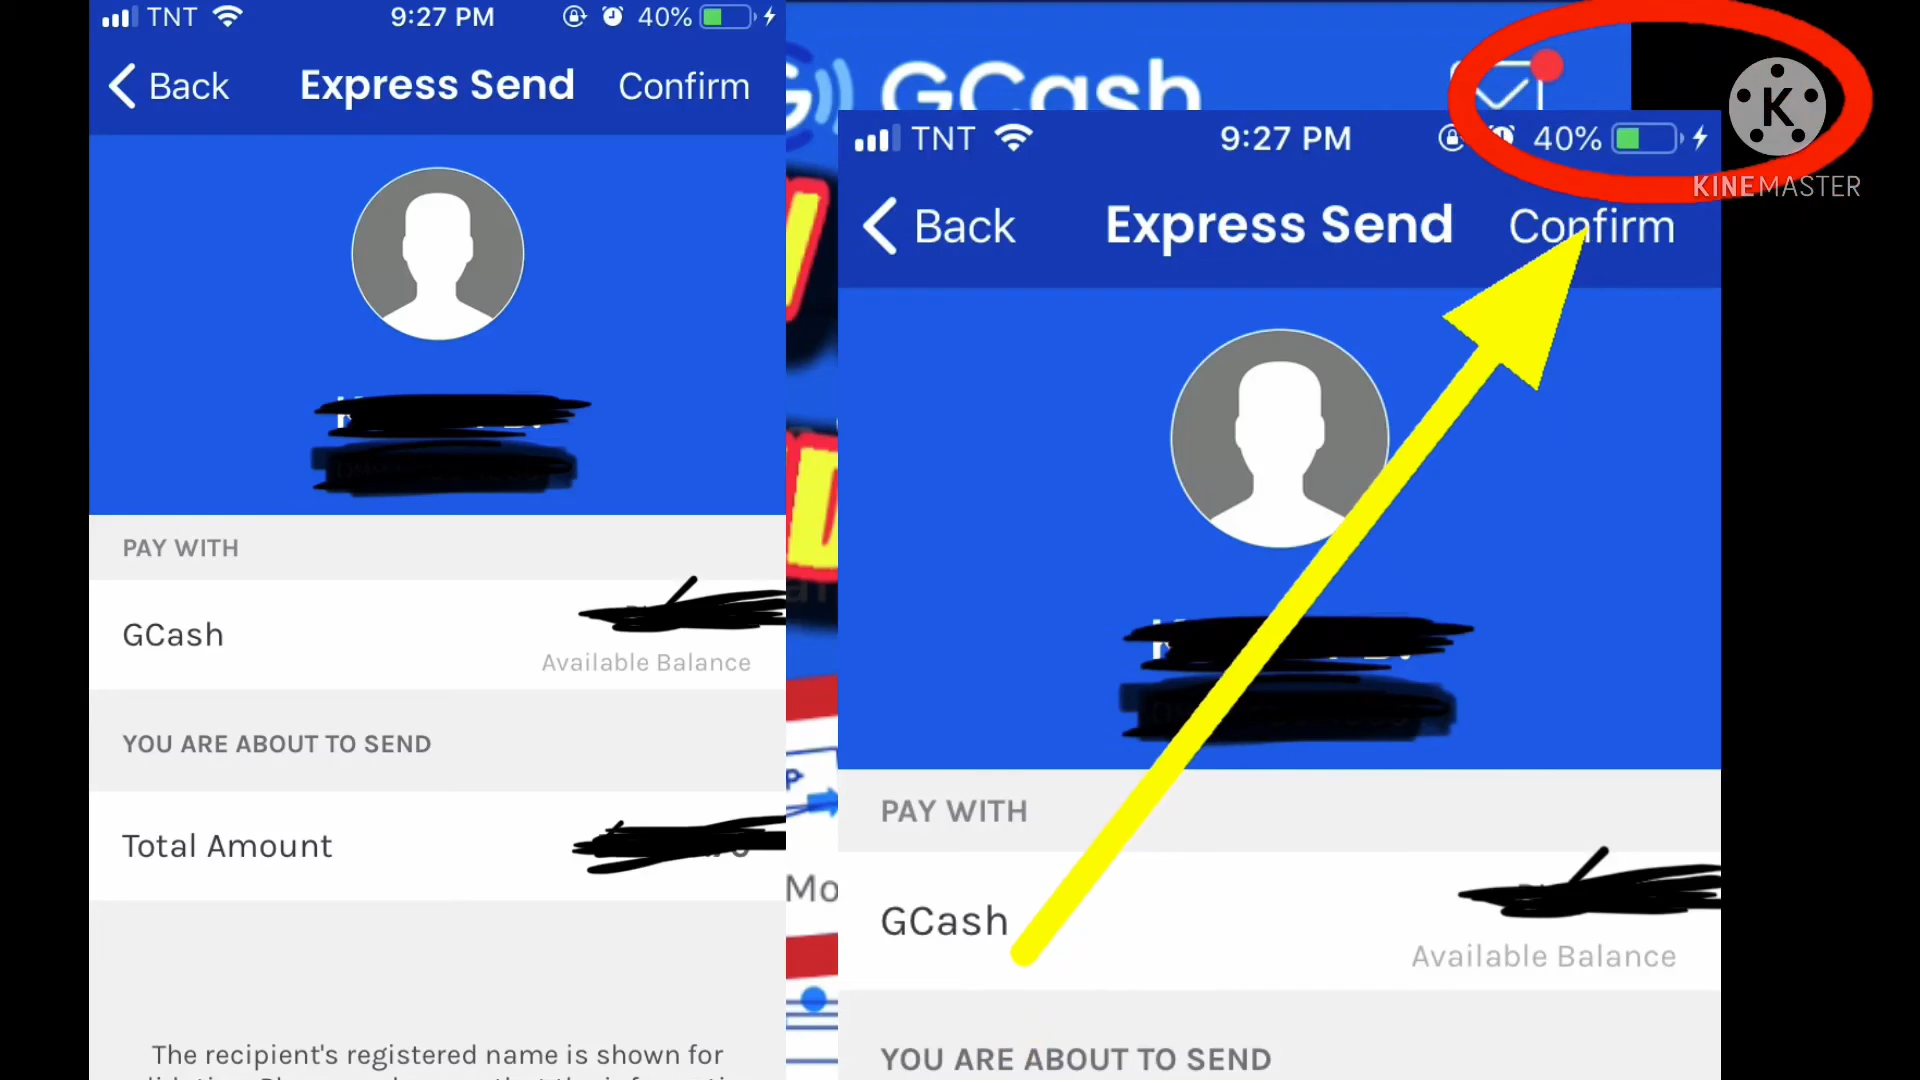 TNT 9:27 PM 40%
Back Express Send Confirm
PAY WITH
GCash
Available Balance
YOU ARE ABOUT TO SEND
Total Amount
The recipient's registered name is shown for
GCash
TNT 9:27 PM 40%
Back Express Send Confirm
PAY WITH
GCash
Available Balance
YOU ARE ABOUT TO SEND
Mo
K
KINEMASTER